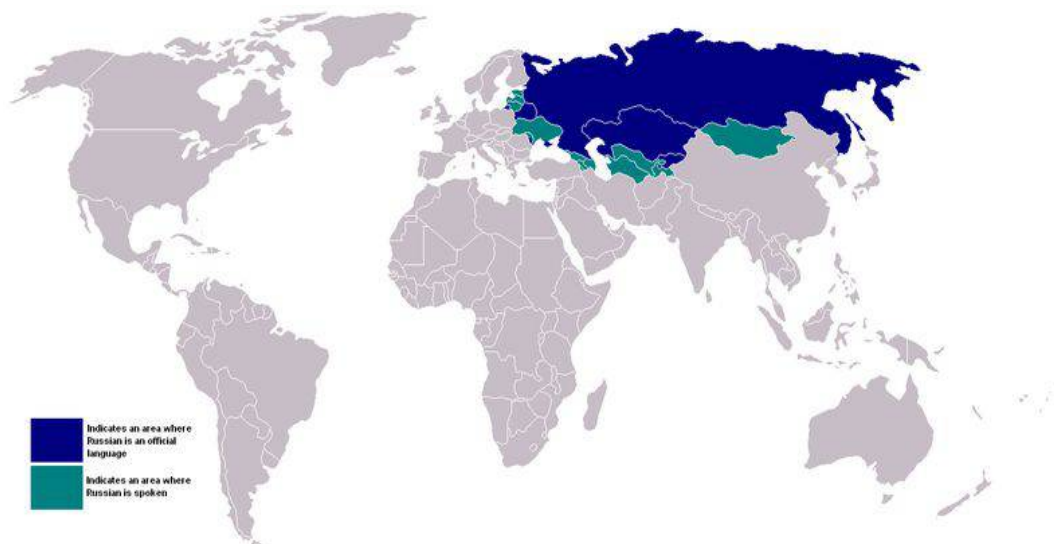 Indicates an area where
Russian is an official
language
Indicates an area where
Russian is spoken